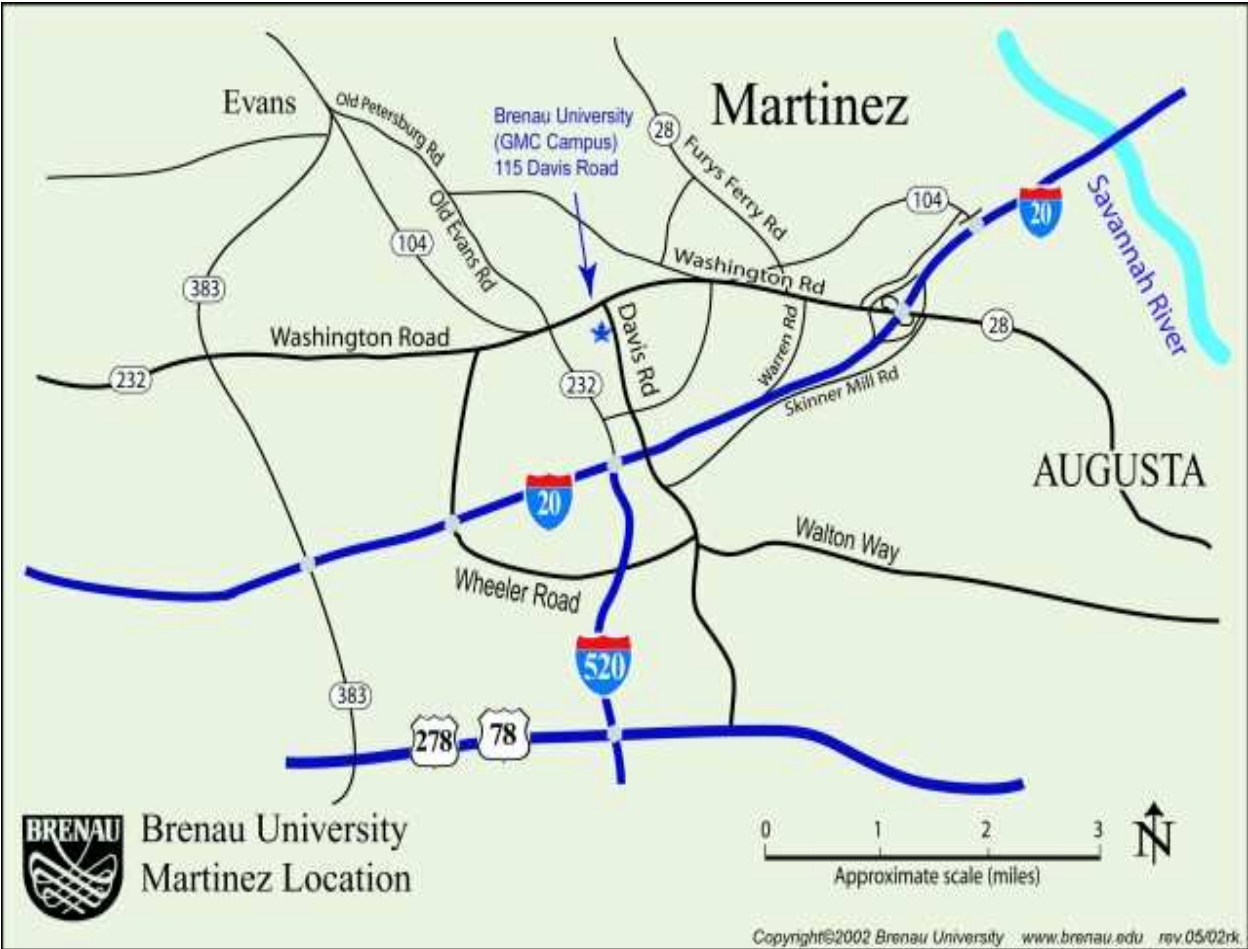 Evans
Old Petersburg Rd
Brenau University
(GMC Campus)
115 Davis Road
28
Martinez
Furys Ferry Rd
104
20
Savannah River
Old Evans Rd
104
383
Washington Rd
Washington Road
232
232
Davis Rd
Warren Rd
28
Skinner Mill Rd
AUGUSTA
20
Walton Way
Wheeler Road
520
383
278
78
BRENAU
Brenau University
Martinez Location
0 1 2 3
Approximate scale (miles)
N
Copyright©2002 Brenau University www.brenau.edu rev.05/02rk